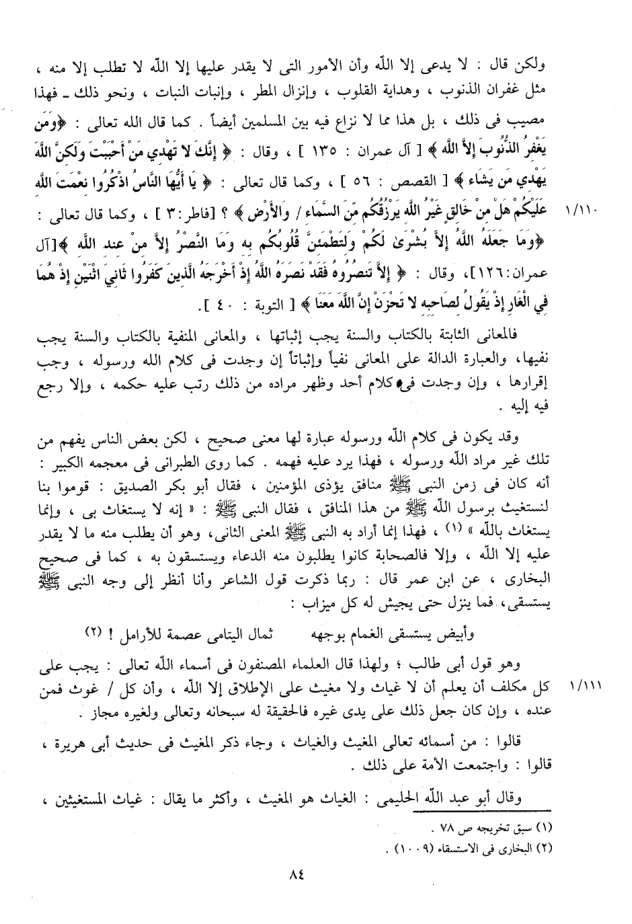 ولكن قال : لا يدعى إلا الله وأن الأمور التى لا يقدر عليها إلا الله لا تطلب إلا منه ،
مثل غفران الذنوب ، وهداية القلوب ، وإنزال المطر ، وإنبات النبات ، ونحو ذلك ـ فهذا
مصيب فى ذلك ، بل هذا مما لا نزاع فيه بين المسلمين أيضاً . كما قال الله تعالى : ﴿وَمَن
يَغْفِرُ الذُّنُوبَ إِلاَّ اللَّه ﴾ [ آل عمران : ١٣٥ ] ، وقال : ﴿ إِنَّكَ لا تَهْدِي مَنْ أَحْبَبْتَ وَلَكِنَّ اللَّهَ
يَهْدِي مَن يَشَاء ﴾ [ القصص : ٥٦ ] ، وكما قال تعالى : ﴿ يَا أَيُّهَا النَّاسُ اذْكُرُوا نِعْمَتَ اللَّهِ
عَلَيْكُمْ هَلْ مِنْ خَالِقٍ غَيْرُ اللَّهِ يَرْزُقُكُم مِّنَ السَّمَاءِ / وَالأَرْضِ ﴾ ؟ [فاطر:٣ ] ، وكما قال تعالى : ١/١١٠
﴿وَمَا جَعَلَهُ اللَّهُ إِلاَّ بُشْرَىٰ لَكُمْ وَلِتَطْمَئِنَّ قُلُوبُكُم بِهِ وَمَا النَّصْرُ إِلاَّ مِنْ عِندِ اللَّهِ ﴾[آل
عمران:١٢٦]، وقال : ﴿ إِلاَّ تَنصُرُوهُ فَقَدْ نَصَرَهُ اللَّهُ إِذْ أَخْرَجَهُ الَّذِينَ كَفَرُوا ثَانِيَ اثْنَيْنِ إِذْ هُمَا
فِي الْغَارِ إِذْ يَقُولُ لِصَاحِبِهِ لا تَحْزَنْ إِنَّ اللَّهَ مَعَنَا ﴾ [ التوبة : ٤٠ ].
فالمعانى الثابتة بالكتاب والسنة يجب إثباتها ، والمعانى المنفية بالكتاب والسنة يجب
نفيها، والعبارة الدالة على المعانى نفياً وإثباتاً إن وجدت فى كلام الله ورسوله ، وجب
إقرارها ، وإن وجدت فى كلام أحد وظهر مراده من ذلك رتب عليه حكمه ، وإلا رجع
فيه إليه .
وقد يكون فى كلام اللّه ورسوله عبارة لها معنى صحيح ، لكن بعض الناس يفهم من
تلك غير مراد اللّه ورسوله ، فهذا يرد عليه فهمه . كما روى الطبرانى فى معجمه الكبير :
أنه كان فى زمن النبى ﷺ منافق يؤذى المؤمنين ، فقال أبو بكر الصديق : قوموا بنا
لنستغيث برسول اللّه ﷺ من هذا المنافق ، فقال النبى ﷺ : « إنه لا يستغاث بى ، وإنما
يستغاث باللّه » (١) ، فهذا إنما أراد به النبى ﷺ المعنى الثانى، وهو أن يطلب منه ما لا يقدر
عليه إلا اللّه ، وإلا فالصحابة كانوا يطلبون منه الدعاء ويستسقون به ، كما فى صحيح
البخارى ، عن ابن عمر قال : ربما ذكرت قول الشاعر وأنا أنظر إلى وجه النبى ﷺ
يستسقى، فما ينزل حتى يجيش له كل ميزاب :
وأبيض يستسقى الغمام بوجهه ثمال اليتامى عصمة للأرامل ! (٢)
وهو قول أبى طالب ؛ ولهذا قال العلماء المصنفون فى أسماء اللّه تعالى : يجب على
كل مكلف أن يعلم أن لا غياث ولا مغيث على الإطلاق إلا اللّه ، وأن كل / غوث فمن ١/١١١
عنده ، وإن كان جعل ذلك على يدى غيره فالحقيقة له سبحانه وتعالى ولغيره مجاز .
قالوا : من أسمائه تعالى المغيث والغياث ، وجاء ذكر المغيث فى حديث أبى هريرة ،
قالوا : واجتمعت الأمة على ذلك .
وقال أبو عبد اللّه الحليمى : الغياث هو المغيث ، وأكثر ما يقال : غياث المستغيثين ،
(١) سبق تخريجه ص ٧٨ .
(٢) البخارى فى الاستسقاء (١٠٠٩) .
٨٤